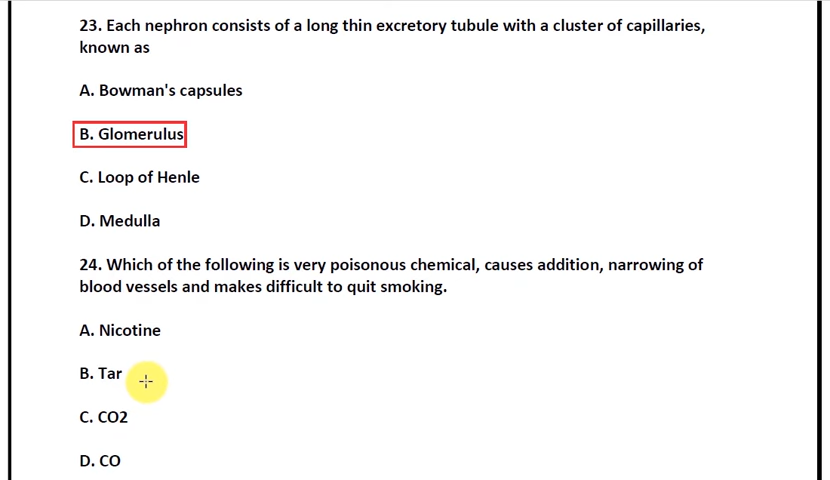 23. Each nephron consists of a long thin excretory tubule with a cluster of capillaries,
known as
A. Bowman's capsules
B. Glomerulus
C. Loop of Henle
D. Medulla
24. Which of the following is very poisonous chemical, causes addition, narrowing of
blood vessels and makes difficult to quit smoking.
A. Nicotine
B. Tar
C. CO2
D. CO